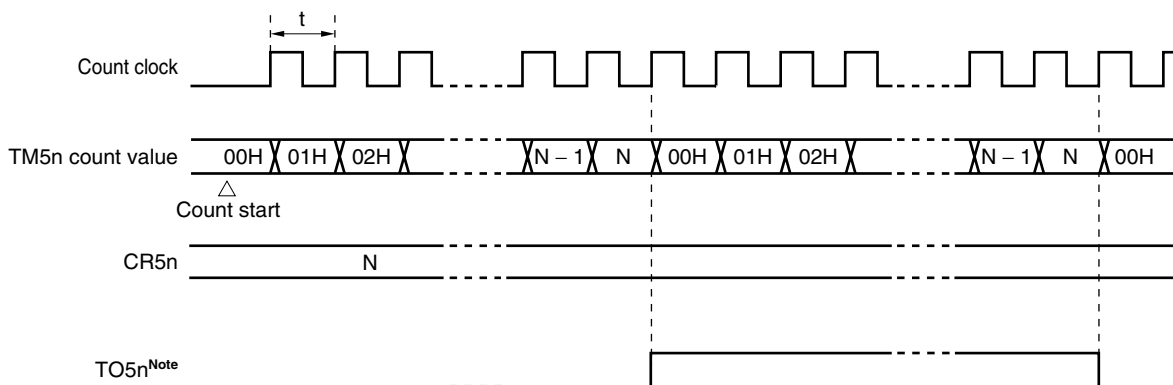 t
Count clock
TM5n count value 00H 01H 02H N – 1 N 00H 01H 02H N – 1 N 00H
Count start
CR5n N
TO5nNote